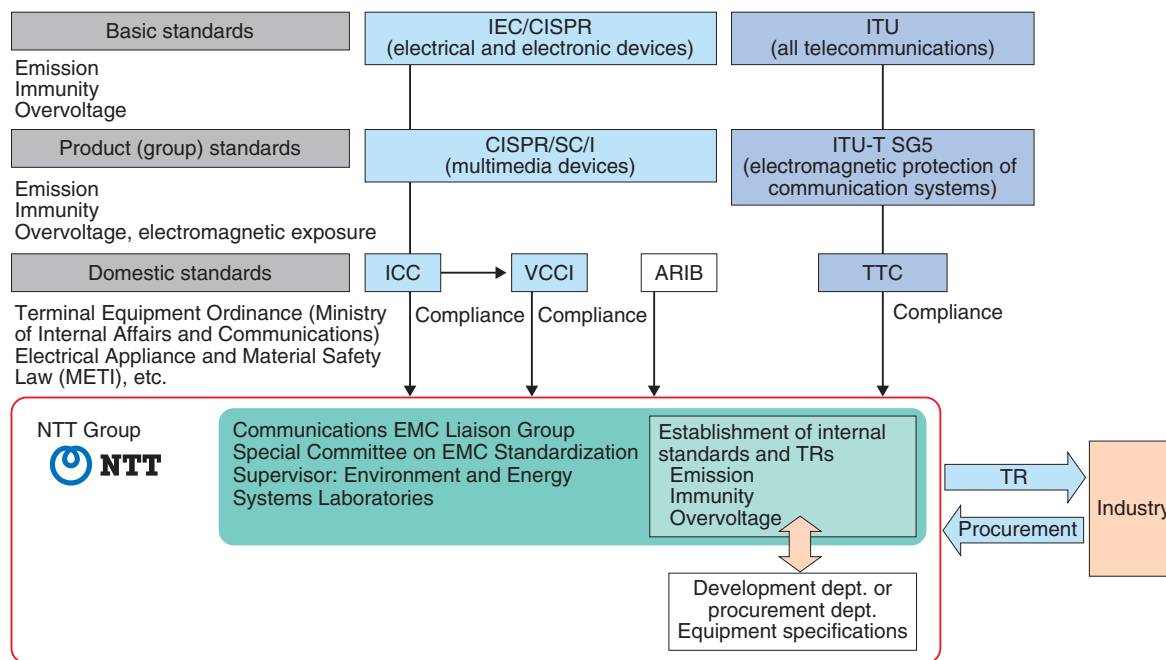 Basic standards
IEC/CISPR
(electrical and electronic devices)
ITU
(all telecommunications)
Emission
Immunity
Overvoltage
Product (group) standards
CISPR/SC/I
(multimedia devices)
ITU-T SG5
(electromagnetic protection of
communication systems)
Emission
Immunity
Overvoltage, electromagnetic exposure
Domestic standards
ICC
VCCI
ARIB
TTC
Terminal Equipment Ordinance (Ministry
of Internal Affairs and Communications)
Electrical Appliance and Material Safety
Law (METI), etc.
Compliance
Compliance
Compliance
NTT Group
NTT
Communications EMC Liaison Group
Special Committee on EMC Standardization
Supervisor: Environment and Energy
Systems Laboratories
Establishment of internal
standards and TRs
Emission
Immunity
Overvoltage
TR
Procurement
Industry
Development dept. or
procurement dept.
Equipment specifications